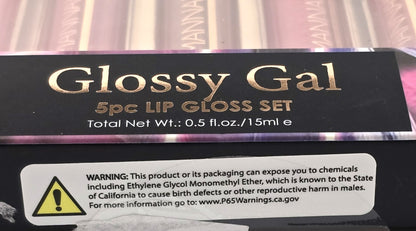 MANNA
Glossy Gal
5pc LIP GLOSS SET
Total Net Wt.: 0.5 fl.oz./15ml e
WARNING: This product or its packaging can expose you to chemicals
including Ethylene Glycol Monomethyl Ether, which is known to the State
of California to cause birth defects or other reproductive harm in males.
For more information go to: www.P65Warnings.ca.gov